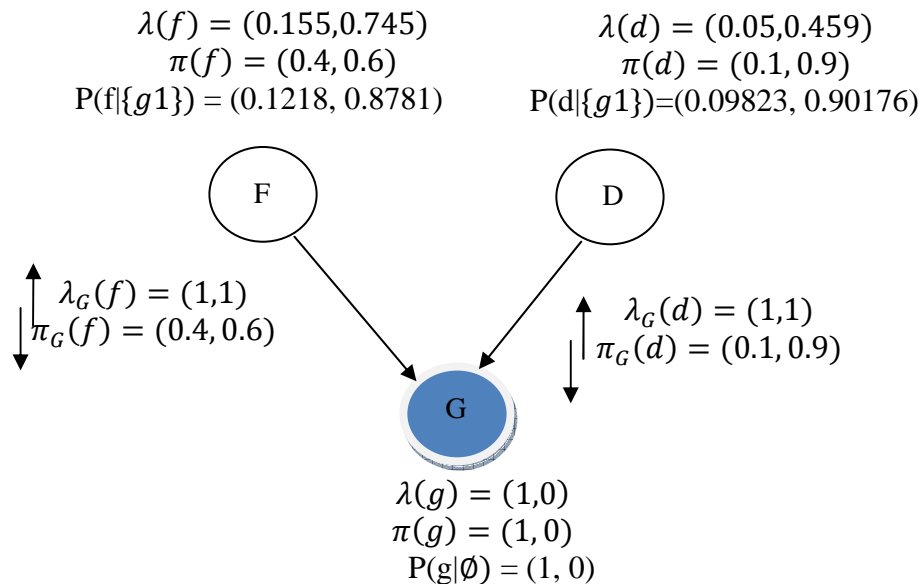 λ(f) = (0.155,0.745)
π(f) = (0.4, 0.6)
P(f|{g1}) = (0.1218, 0.8781)
λ(d) = (0.05,0.459)
π(d) = (0.1, 0.9)
P(d|{g1})=(0.09823, 0.90176)
F
D
λ_G(f) = (1,1)
π_G(f) = (0.4, 0.6)
λ_G(d) = (1,1)
π_G(d) = (0.1, 0.9)
G
λ(g) = (1,0)
π(g) = (1, 0)
P(g|∅) = (1, 0)